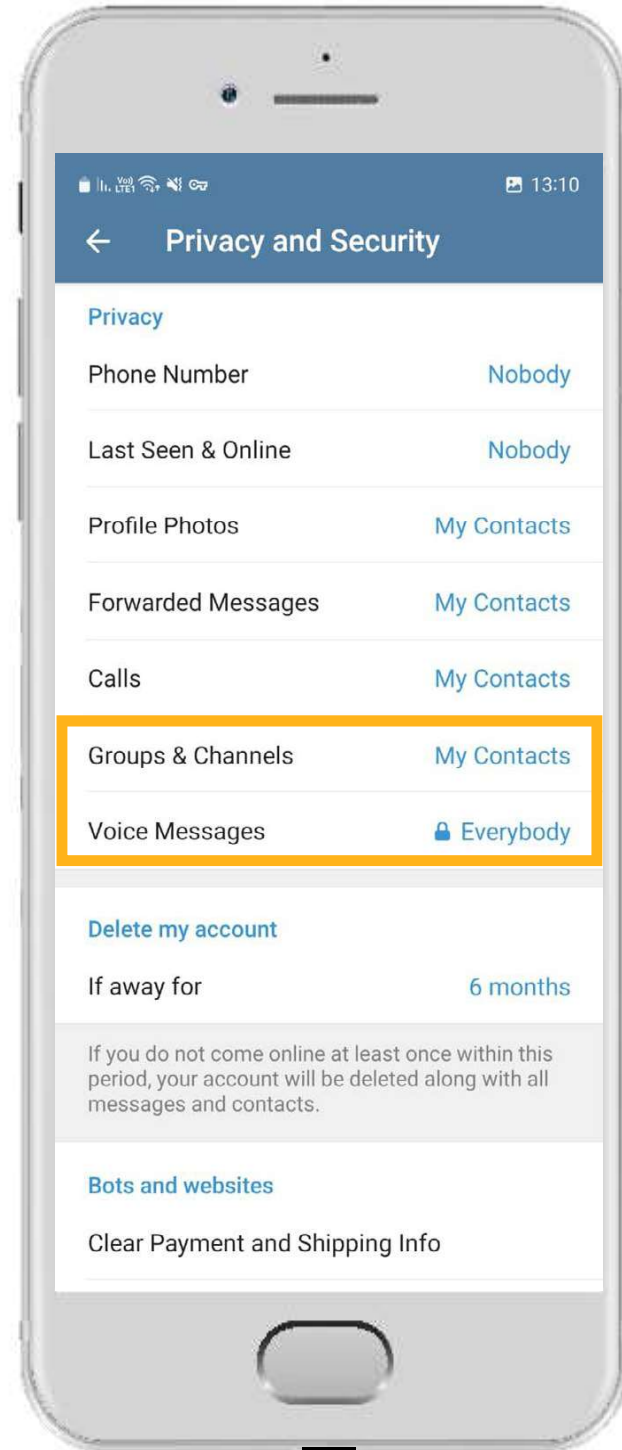 Vo) LTE1 13:10
Privacy and Security
Privacy
Phone Number Nobody
Last Seen & Online Nobody
Profile Photos My Contacts
Forwarded Messages My Contacts
Calls My Contacts
Groups & Channels My Contacts
Voice Messages Everybody
Delete my account
If away for 6 months
If you do not come online at least once within this
period, your account will be deleted along with all
messages and contacts.
Bots and websites
Clear Payment and Shipping Info